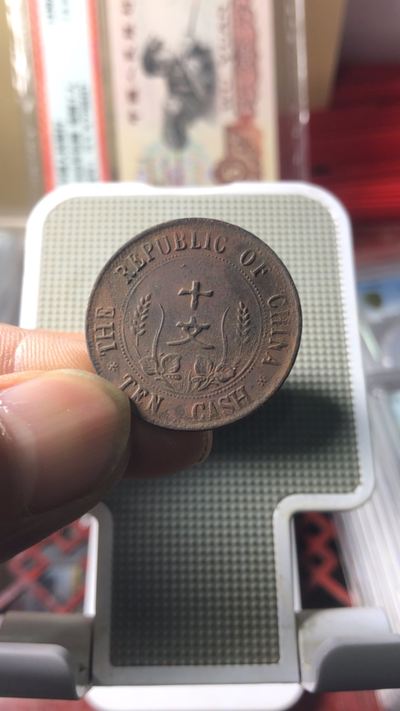 THE REPUBLIC OF CHINA
十
文
* TEN CASH *